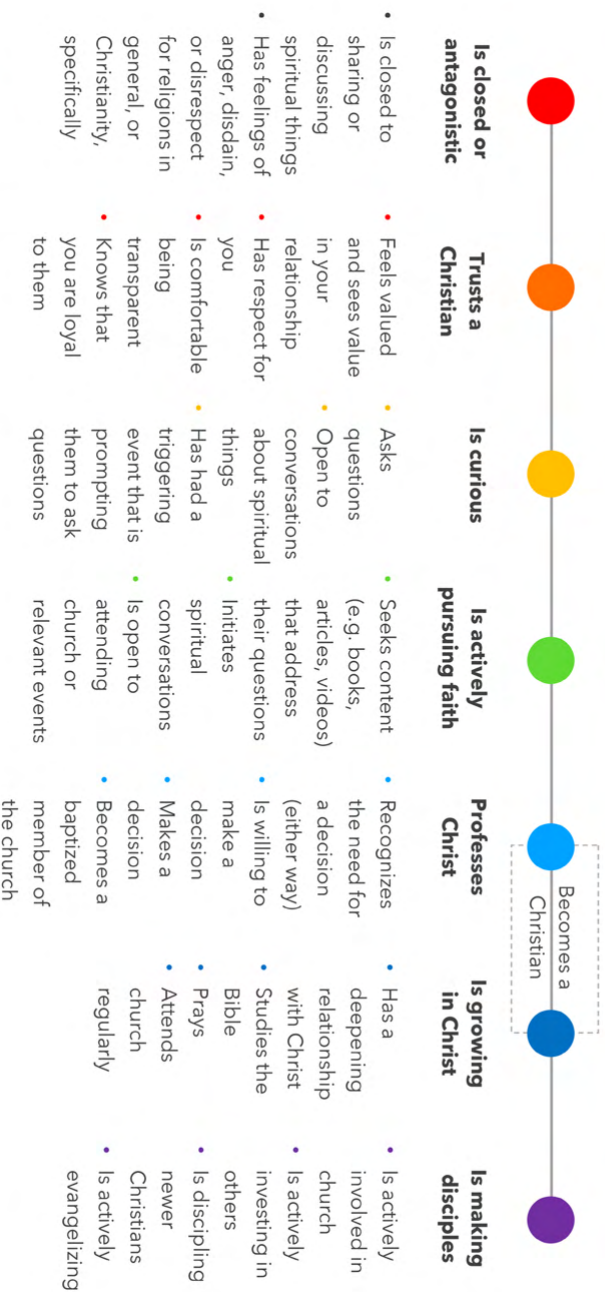 Becomes a
Christian
Is closed or
antagonistic
• Is closed to
sharing or
discussing
spiritual things
• Has feelings of
anger, disdain,
or disrespect
for religions in
general, or
Christianity,
specifically
Trusts a
Christian
• Feels valued
and sees value
in your
relationship
• Has respect for
you
• Is comfortable
being
transparent
• Knows that
you are loyal
to them
Is curious
• Asks
questions
• Open to
conversations
about spiritual
things
• Has had a
triggering
event that is
prompting
them to ask
questions
Is actively
pursuing faith
• Seeks content
(e.g. books,
articles, videos)
that address
their questions
• Initiates
spiritual
conversations
• Is open to
attending
church or
relevant events
Professes
Christ
• Recognizes
the need for
a decision
(either way)
• Is willing to
make a
decision
• Makes a
decision
• Becomes a
baptized
member of
the church
Is growing
in Christ
• Has a
deepening
relationship
with Christ
• Studies the
Bible
• Prays
• Attends
church
regularly
Is making
disciples
• Is actively
involved in
church
• Is actively
investing in
others
• Is discipling
newer
Christians
• Is actively
evangelizing